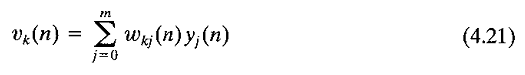 v_k(n) = \sum_{j=0}^{m} w_{kj}(n) y_j(n) (4.21)